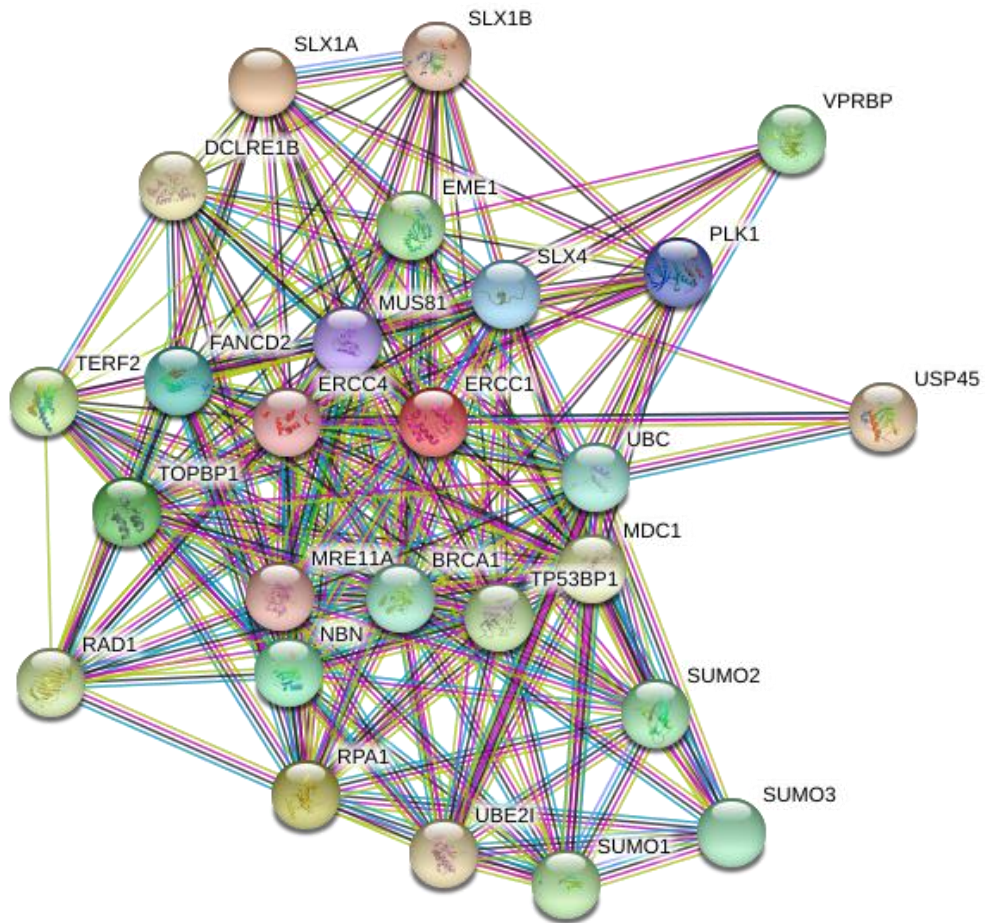 SLX1B
SLX1A
VPRBP
DCLRE1B
EME1
PLK1
SLX4
MUS81
FANCD2
TERF2
ERCC4
ERCC1
USP45
UBC
TOPBP1
MDC1
MRE11A
BRCA1
TP53BP1
NBN
RAD1
SUMO2
RPA1
SUMO3
UBE2I
SUMO1